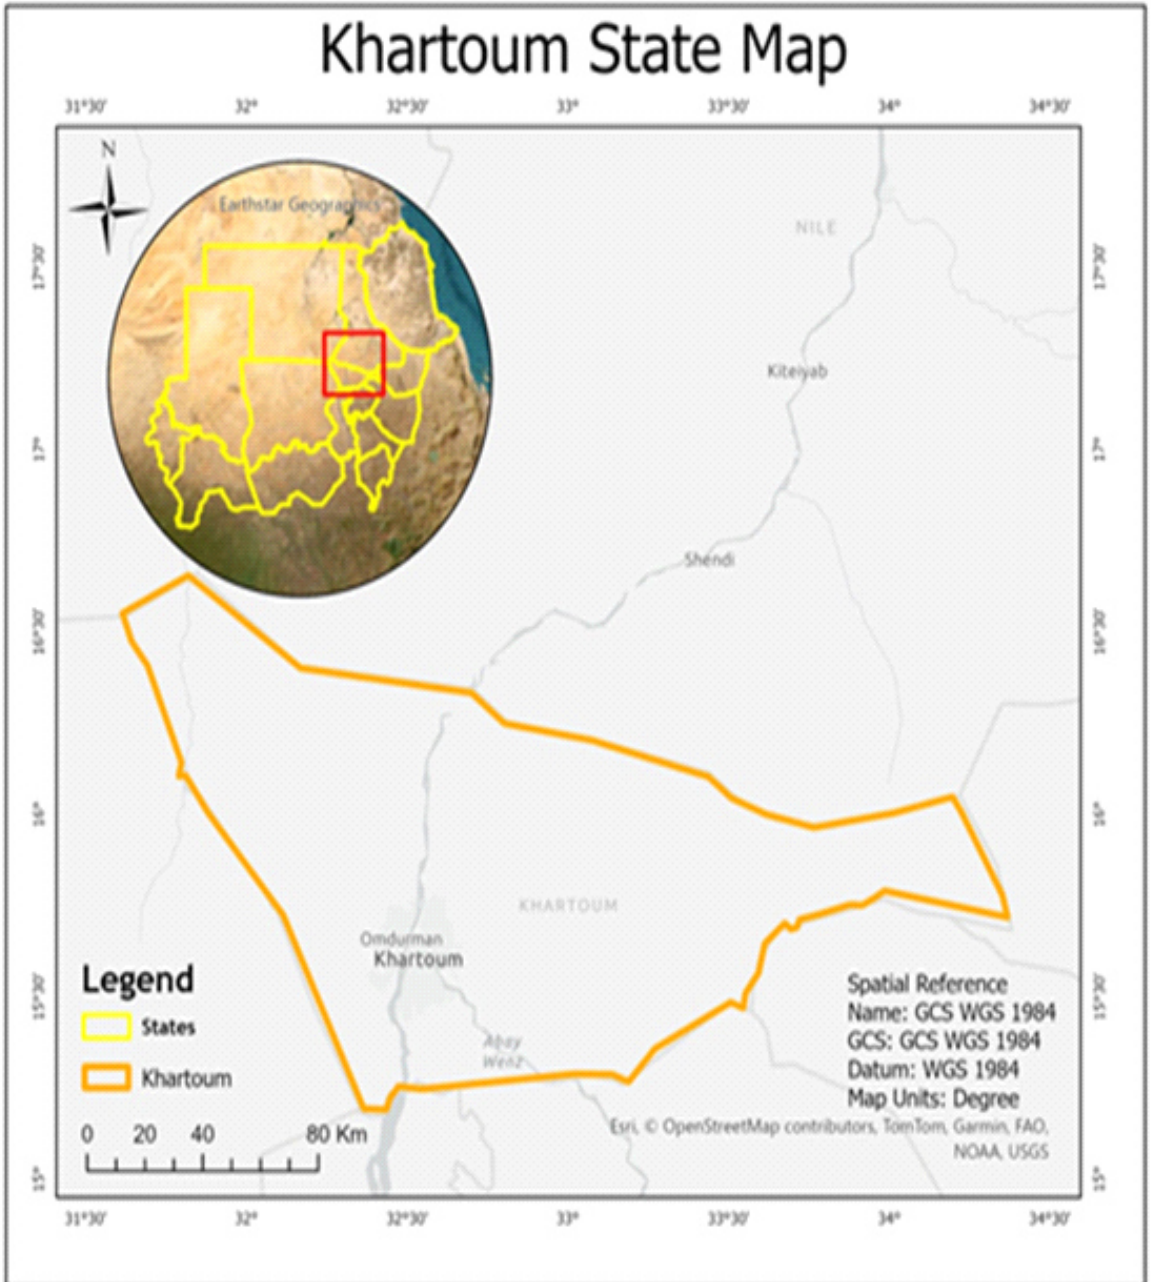 Khartoum State Map
31°30' 32° 32°30' 33° 33°30' 34° 34°30'
N
Earthstar Geographics
NILE
17°30' 17°30'
Kiteiyab
17° 17°
Shendi
16°30' 16°30'
16° 16°
KHARTOUM
Omdurman
Khartoum
Legend
States
Khartoum
0 20 40 80 Km
Abay
Wenz
15°30' 15°30'
Spatial Reference
Name: GCS WGS 1984
GCS: GCS WGS 1984
Datum: WGS 1984
Map Units: Degree
Esri, © OpenStreetMap contributors, TomTom, Garmin, FAO,
NOAA, USGS
15° 15°
31°30' 32° 32°30' 33° 33°30' 34° 34°30'